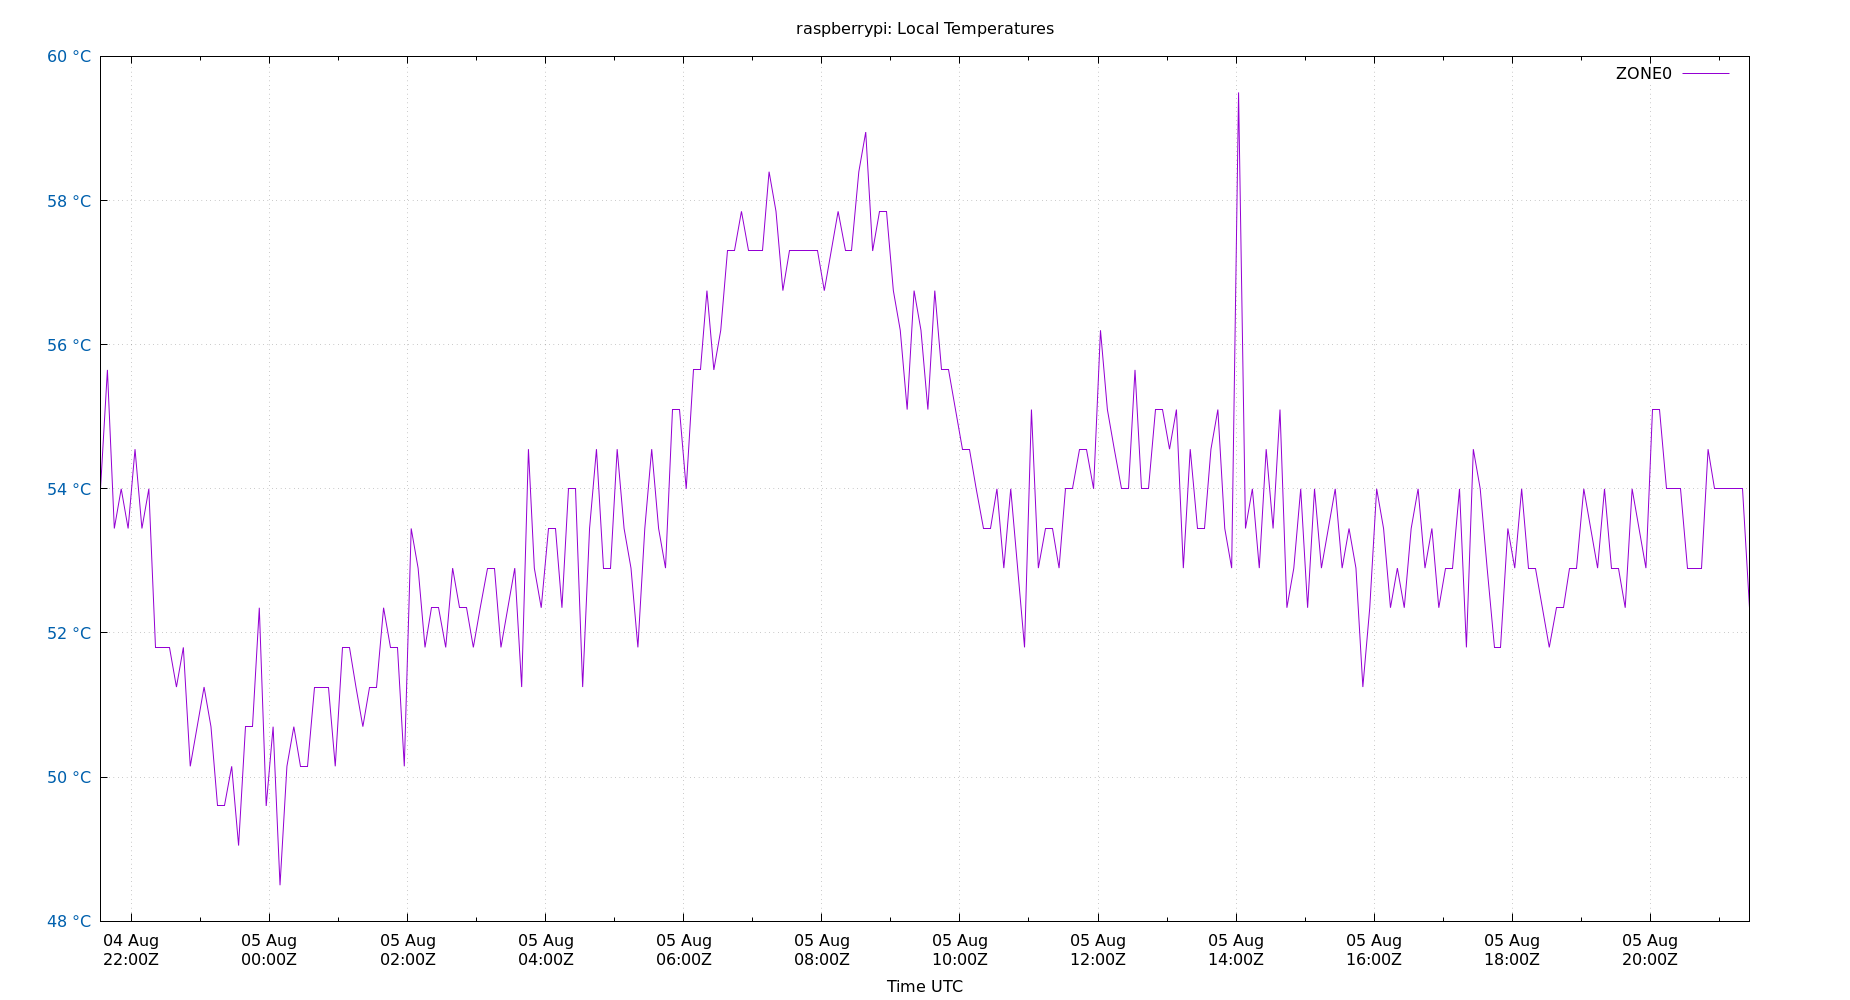 raspberrypi: Local Temperatures
ZONE0
60 °C
58 °C
56 °C
54 °C
52 °C
50 °C
48 °C
04 Aug 05 Aug 05 Aug 05 Aug 05 Aug 05 Aug 05 Aug 05 Aug 05 Aug 05 Aug 05 Aug 05 Aug
22:00Z 00:00Z 02:00Z 04:00Z 06:00Z 08:00Z 10:00Z 12:00Z 14:00Z 16:00Z 18:00Z 20:00Z
Time UTC